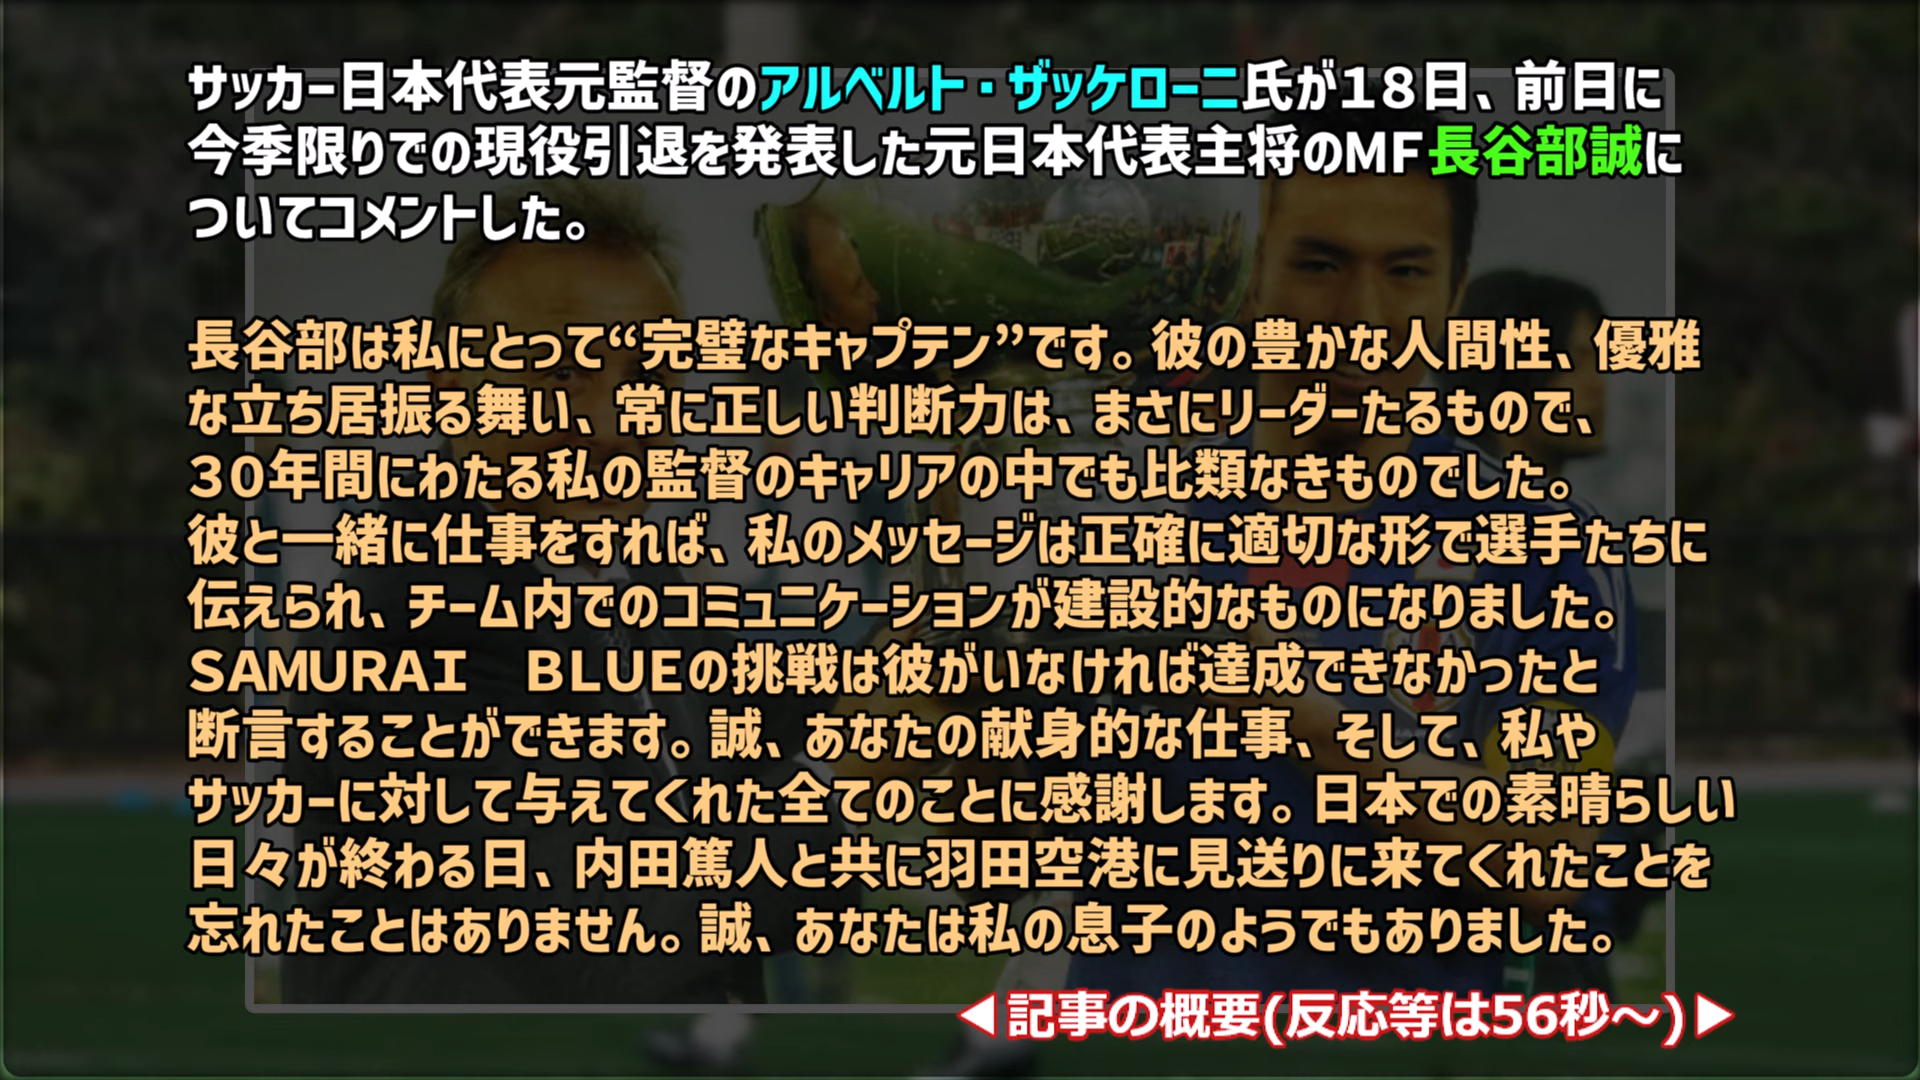 サッカー日本代表元監督のアルベルト・ザッケローニ氏が１８日、前日に
今季限りでの現役引退を発表した元日本代表主将のMF長谷部誠に
ついてコメントした。
長谷部は私にとって“完璧なキャプテン”です。彼の豊かな人間性、優雅
な立ち居振る舞い、常に正しい判断力は、まさにリーダーたるもので、
３０年間にわたる私の監督のキャリアの中でも比類なきものでした。
彼と一緒に仕事をすれば、私のメッセージは正確に適切な形で選手たちに
伝えられ、チーム内でのコミュニケーションが建設的なものになりました。
ＳＡＭＵＲＡＩ　ＢＬＵＥの挑戦は彼がいなければ達成できなかったと
断言することができます。誠、あなたの献身的な仕事、そして、私や
サッカーに対して与えてくれた全てのことに感謝します。日本での素晴らしい
日々が終わる日、内田篤人と共に羽田空港に見送りに来てくれたことを
忘れたことはありません。誠、あなたは私の息子のようでもありました。
◀記事の概要(反応等は56秒～)▶